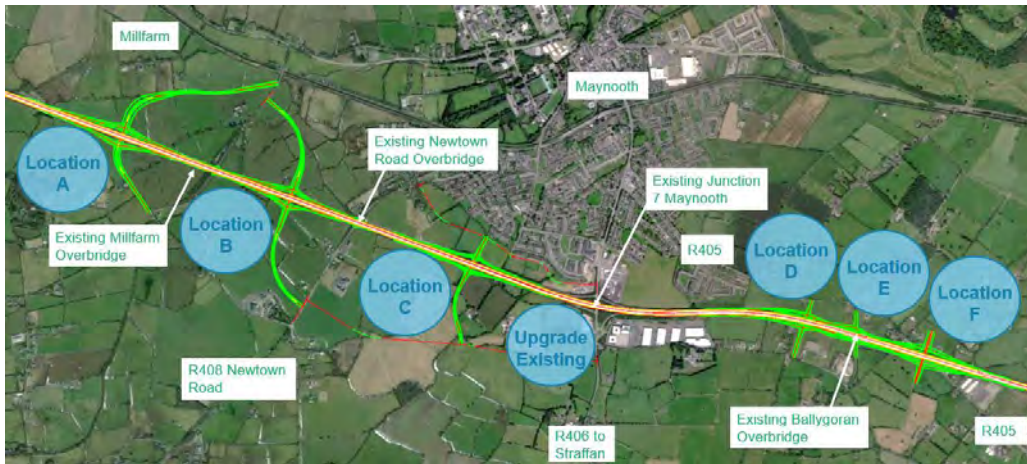 Millfarm
Maynooth
Existing Newtown
Road Overbridge
Location
A
Existing Junction
7 Maynooth
Location
B
Existing Millfarm
Overbridge
R405
Location
D
Location
E
Location
C
Location
F
Upgrade
Existing
R408 Newtown
Road
Existing Ballygoran
Overbridge
R405
R406 to
Straffan